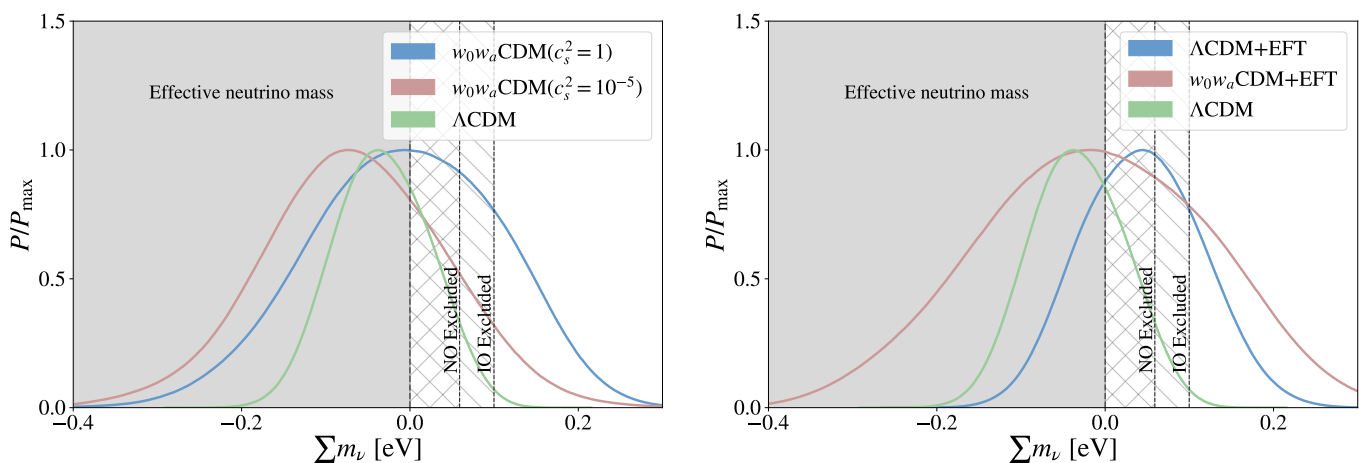 1.5
1.0
0.5
0.0
P/P_max
−0.4
−0.2
0.0
0.2
∑m_ν [eV]
Effective neutrino mass
w₀wₐCDM(c_s²=1)
w₀wₐCDM(c_s²=10⁻⁵)
ΛCDM
NO Excluded
IO Excluded
1.5
1.0
0.5
0.0
P/P_max
−0.4
−0.2
0.0
0.2
∑m_ν [eV]
Effective neutrino mass
ΛCDM+EFT
w₀wₐCDM+EFT
ΛCDM
NO Excluded
IO Excluded